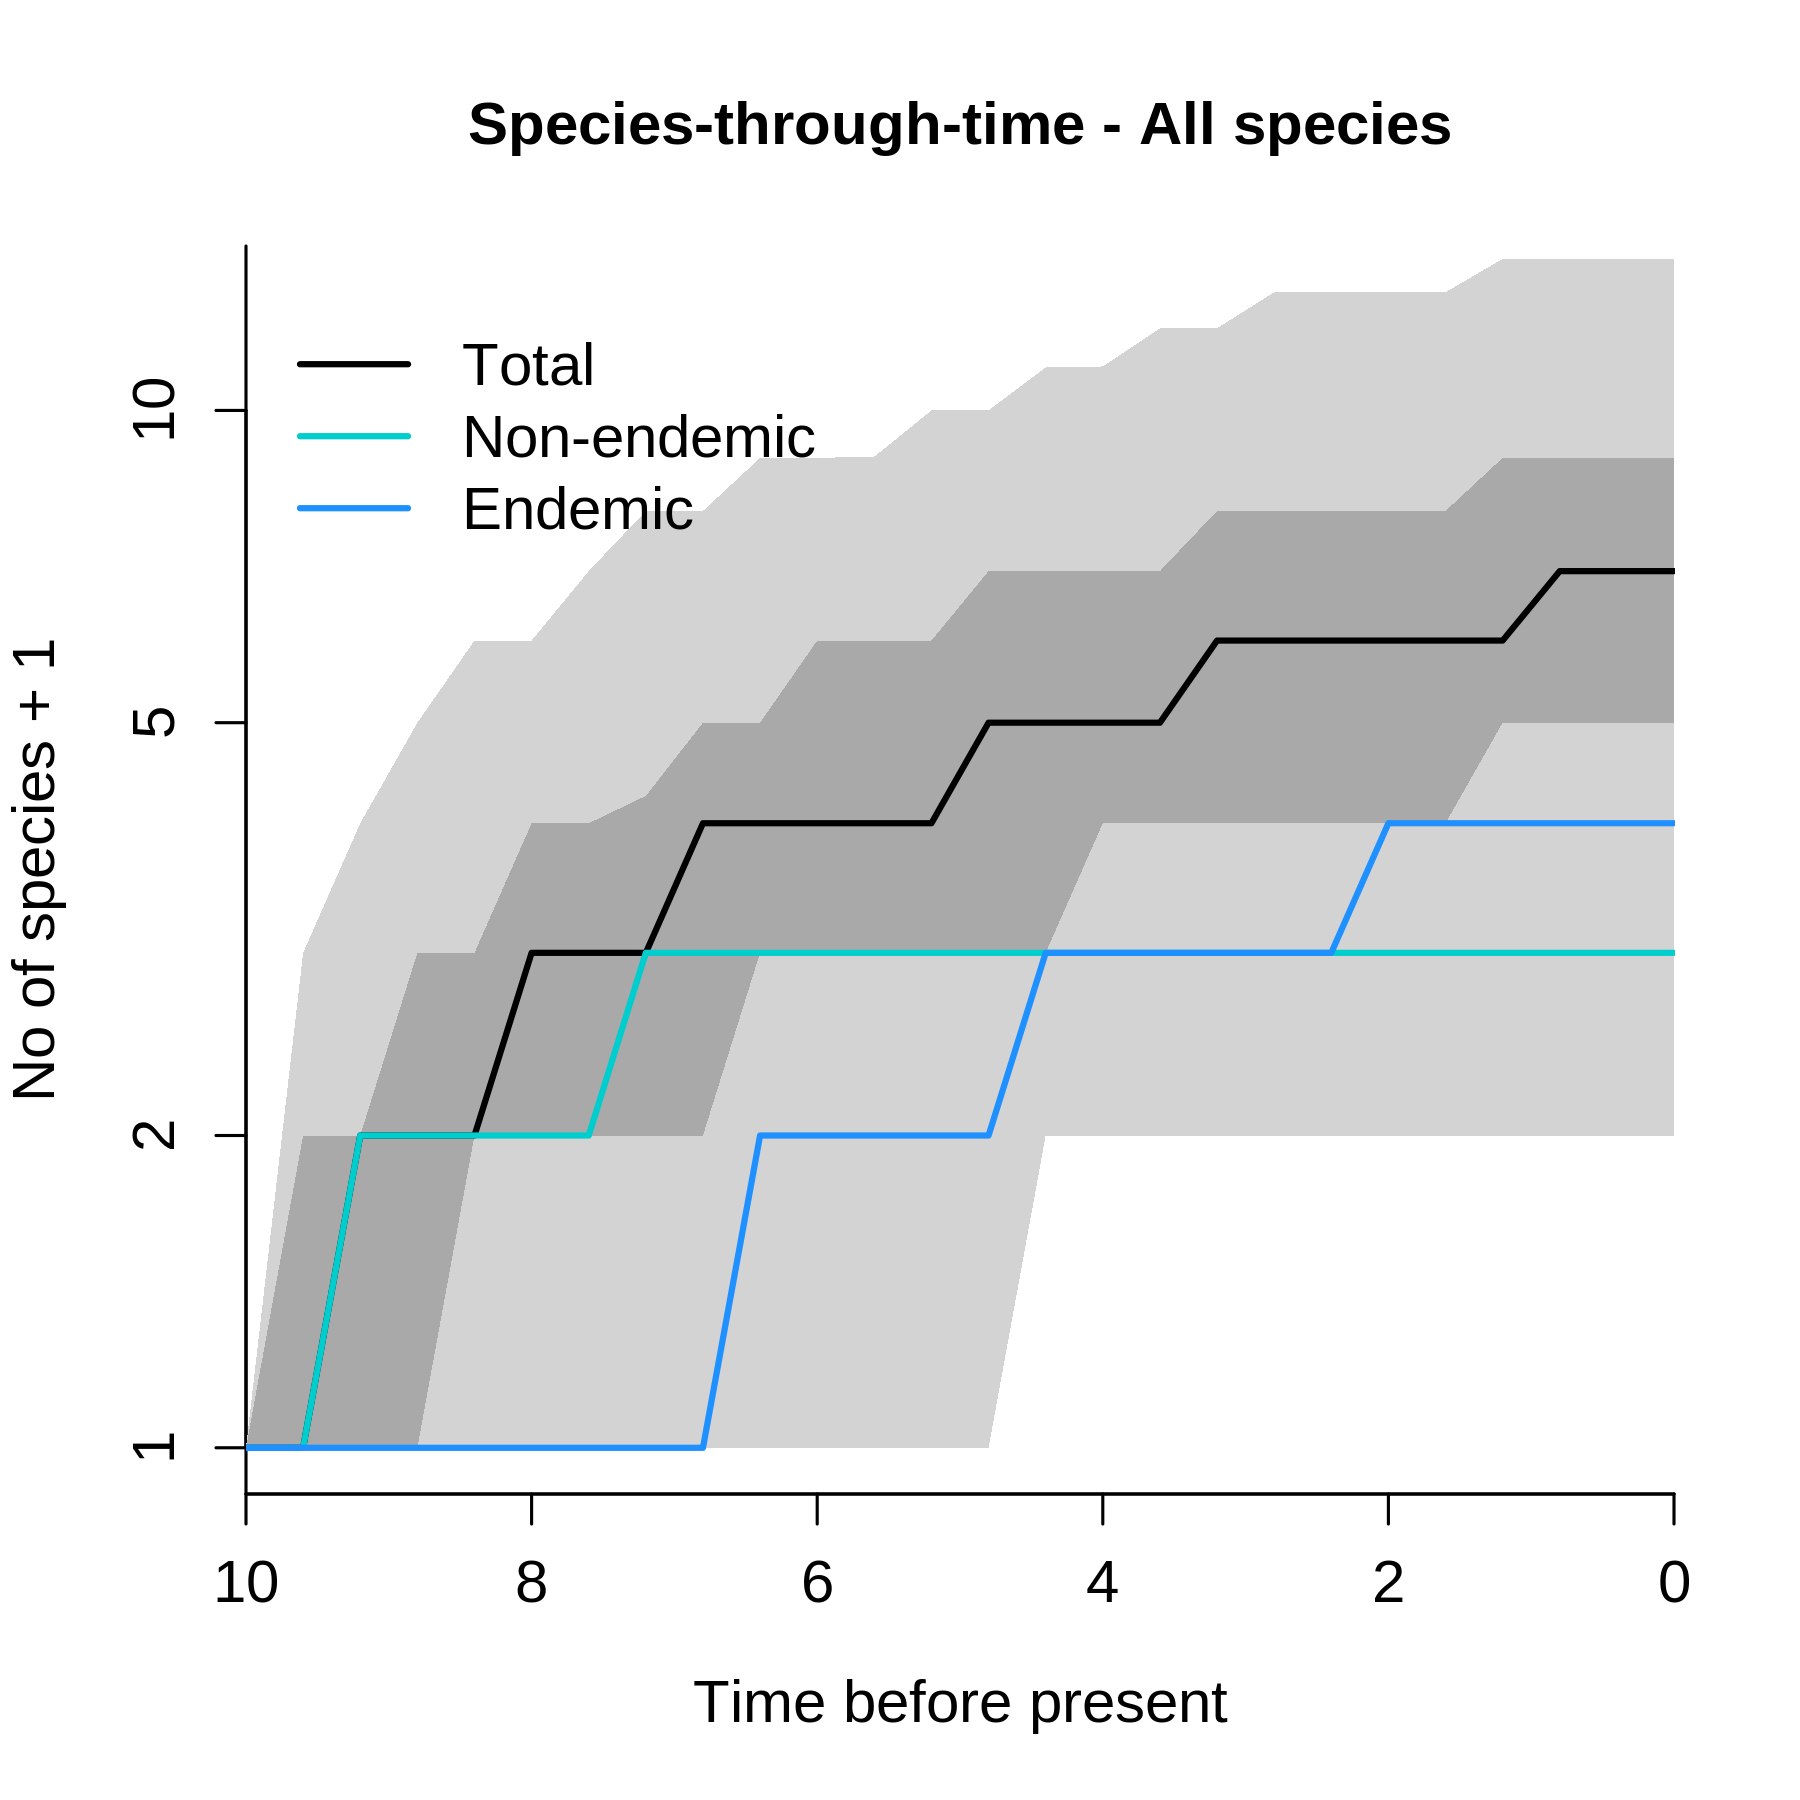 Species-through-time - All species
Total
Non-endemic
Endemic
No of species + 1
10
5
2
1
10 8 6 4 2 0
Time before present